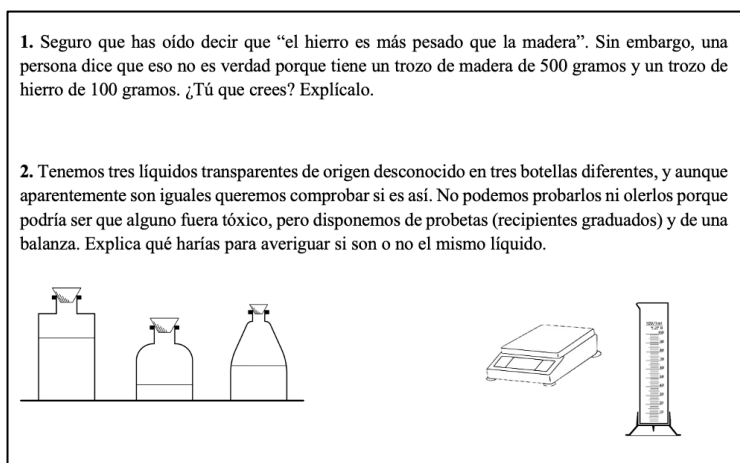 1. Seguro que has oído decir que “el hierro es más pesado que la madera”. Sin embargo, una
persona dice que eso no es verdad porque tiene un trozo de madera de 500 gramos y un trozo de
hierro de 100 gramos. ¿Tú que crees? Explícalo.
2. Tenemos tres líquidos transparentes de origen desconocido en tres botellas diferentes, y aunque
aparentemente son iguales queremos comprobar si es así. No podemos probarlos ni olerlos porque
podría ser que alguno fuera tóxico, pero disponemos de probetas (recipientes graduados) y de una
balanza. Explica qué harías para averiguar si son o no el mismo líquido.